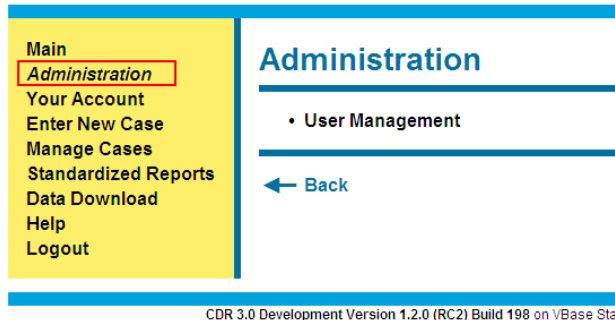 Main
Administration
Your Account
Enter New Case
Manage Cases
Standardized Reports
Data Download
Help
Logout
Administration
• User Management
Back
CDR 3.0 Development Version 1.2.0 (RC2) Build 198 on VBase Sta